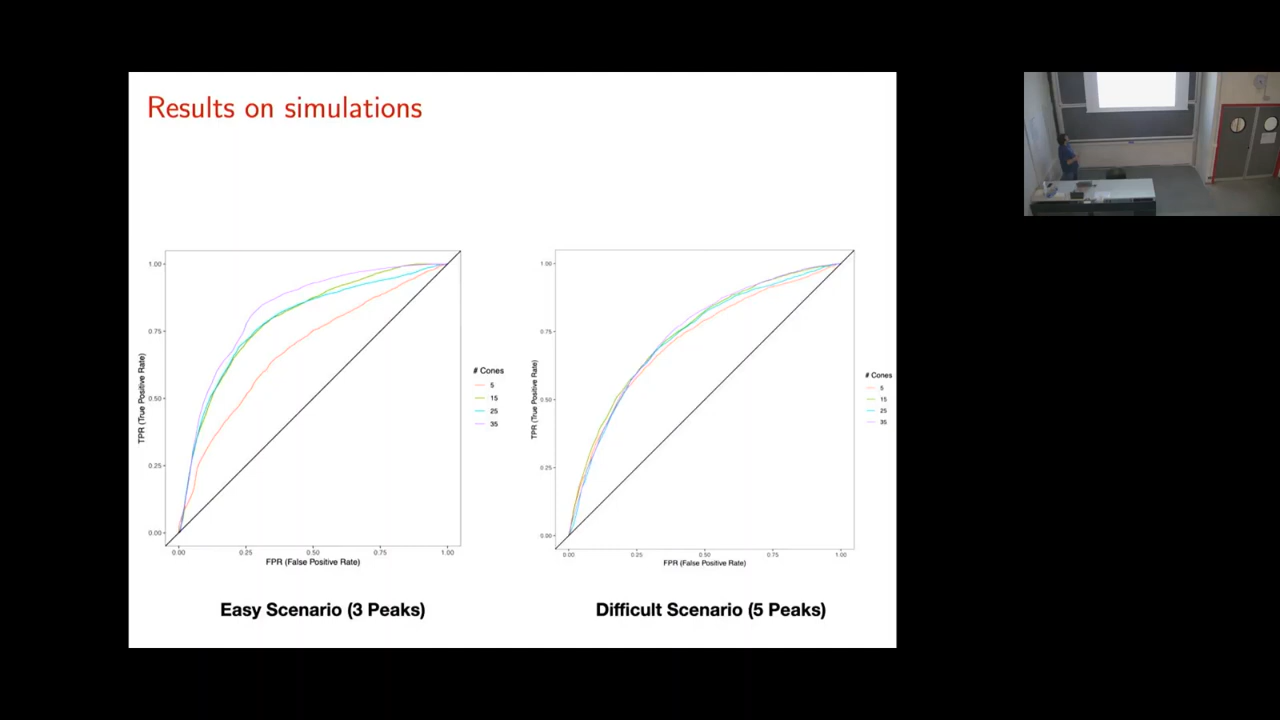 Results on simulations
1.00
0.75
0.50
0.25
0.00
TPR (True Positive Rate)
0.00 0.25 0.50 0.75 1.00
FPR (False Positive Rate)
# Cones
5
15
25
35
Easy Scenario (3 Peaks)
1.00
0.75
0.50
0.25
0.00
TPR (True Positive Rate)
0.00 0.25 0.50 0.75 1.00
FPR (False Positive Rate)
# Cones
5
15
25
35
Difficult Scenario (5 Peaks)